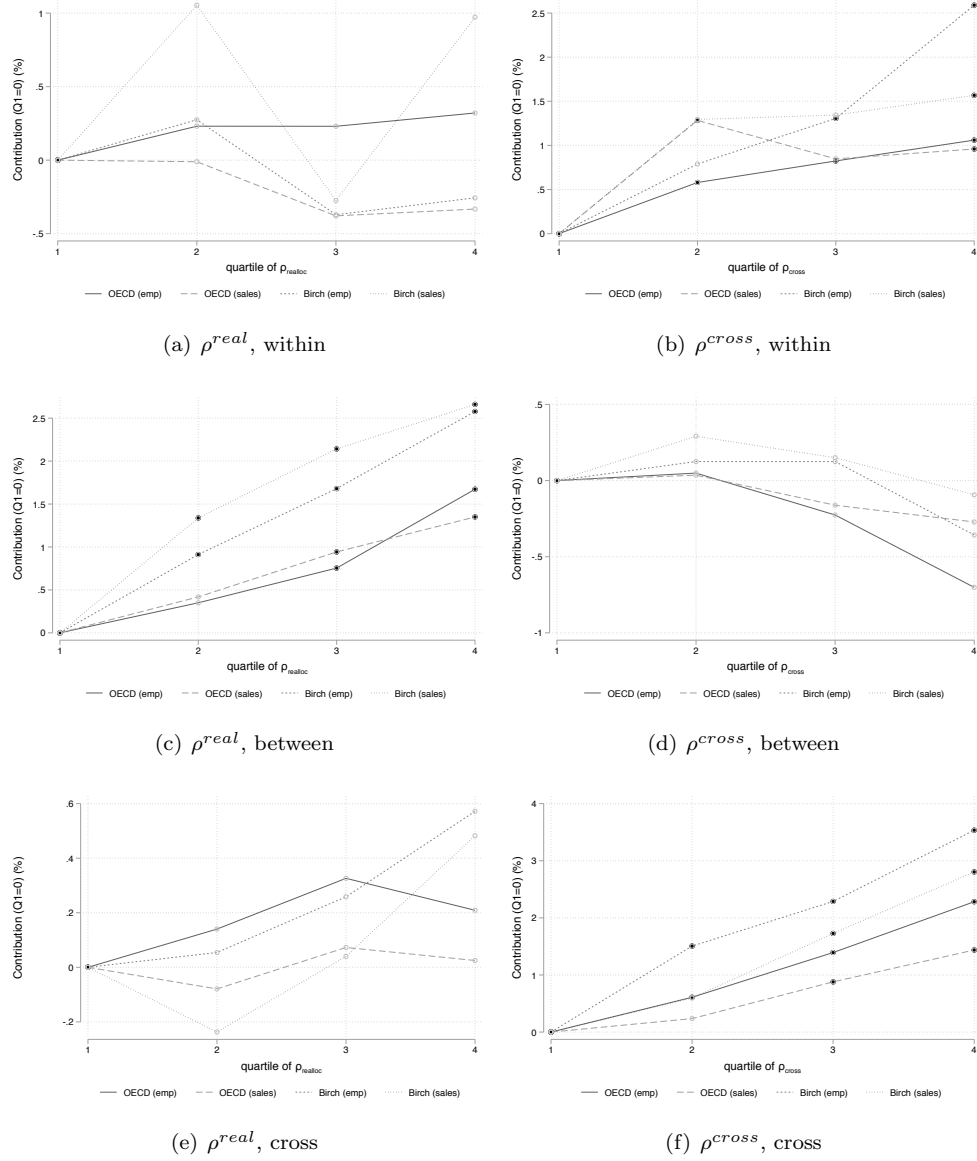 1
.5
0
-.5
Contribution (Q1=0) (%)
1 2 3 4
quartile of ρrealloc
OECD (emp) OECD (sales) Birch (emp) Birch (sales)
(a) ρ^real, within
2.5
2
1.5
1
.5
0
Contribution (Q1=0) (%)
1 2 3 4
quartile of ρcross
OECD (emp) OECD (sales) Birch (emp) Birch (sales)
(b) ρ^cross, within
2.5
2
1.5
1
.5
0
Contribution (Q1=0) (%)
1 2 3 4
quartile of ρrealloc
OECD (emp) OECD (sales) Birch (emp) Birch (sales)
(c) ρ^real, between
.5
0
-.5
-1
Contribution (Q1=0) (%)
1 2 3 4
quartile of ρcross
OECD (emp) OECD (sales) Birch (emp) Birch (sales)
(d) ρ^cross, between
.6
.4
.2
0
-.2
Contribution (Q1=0) (%)
1 2 3 4
quartile of ρrealloc
OECD (emp) OECD (sales) Birch (emp) Birch (sales)
(e) ρ^real, cross
4
3
2
1
0
Contribution (Q1=0) (%)
1 2 3 4
quartile of ρcross
OECD (emp) OECD (sales) Birch (emp) Birch (sales)
(f) ρ^cross, cross